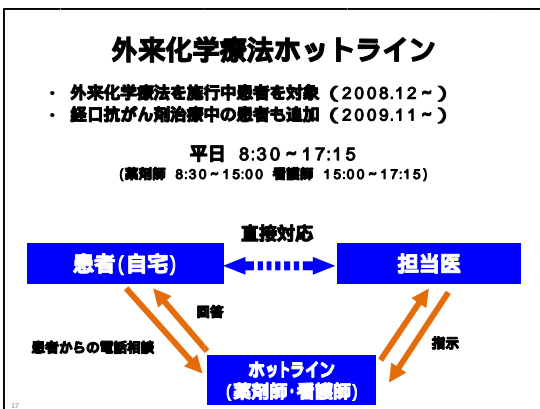 外来化学療法ホットライン
・ 外来化学療法を施行中患者を対象（2008.12～）
・ 経口抗がん剤治療中の患者も追加（2009.11～）
平日 8:30～17:15
(薬剤師 8:30～15:00 看護師 15:00～17:15)
直接対応
患者(自宅)
担当医
回答
患者からの電話相談
指示
ホットライン
(薬剤師・看護師)
17